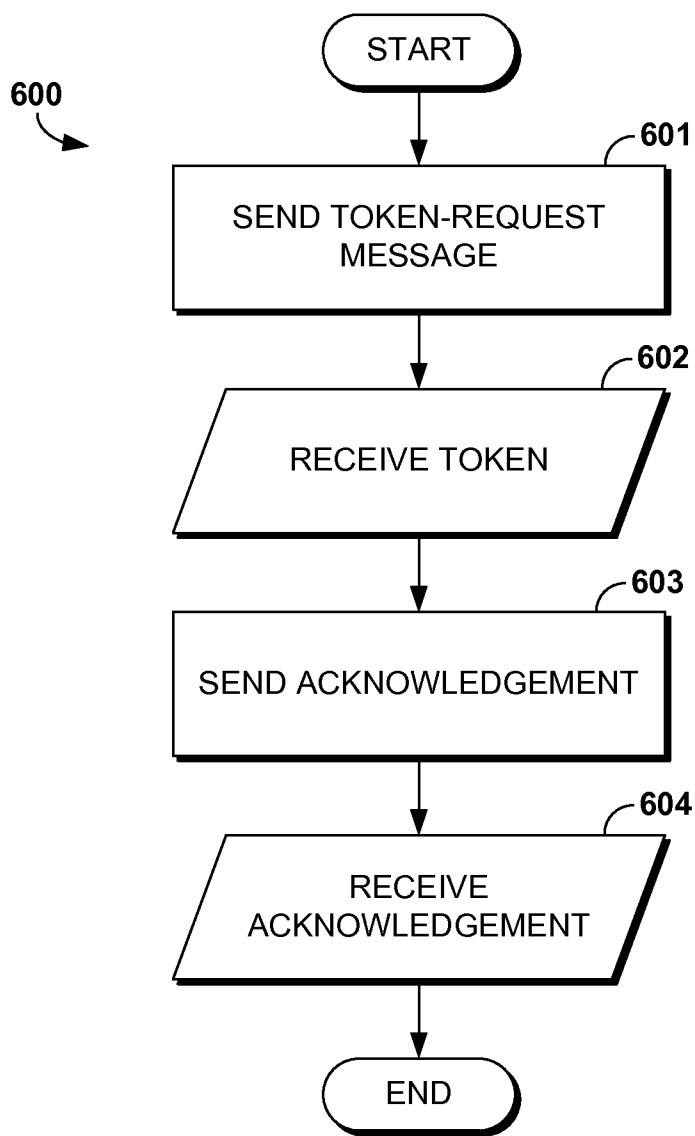 START
600
601
SEND TOKEN-REQUEST
MESSAGE
602
RECEIVE TOKEN
603
SEND ACKNOWLEDGEMENT
604
RECEIVE
ACKNOWLEDGEMENT
END